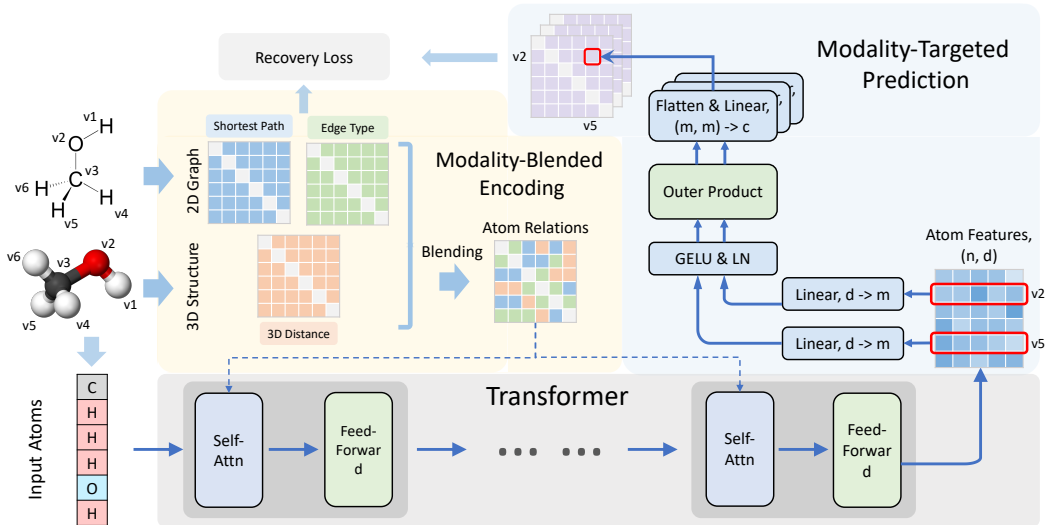 Recovery Loss
v2
v5
Modality-Targeted
Prediction
Flatten & Linear,
(m, m) -> c
Outer Product
GELU & LN
Linear, d -> m
Linear, d -> m
Atom Features,
(n, d)
v2
v5
Shortest Path
Edge Type
2D Graph
3D Structure
3D Distance
Modality-Blended
Encoding
Blending
Atom Relations
v1
H
v2
O
v3
C
v6
H
H
H
v5
v4
v6
v3
v2
v1
v5
v4
Input Atoms
C
H
H
H
O
H
Transformer
Self-
Attn
Feed-
Forwar
d
... ...
Self-
Attn
Feed-
Forwar
d